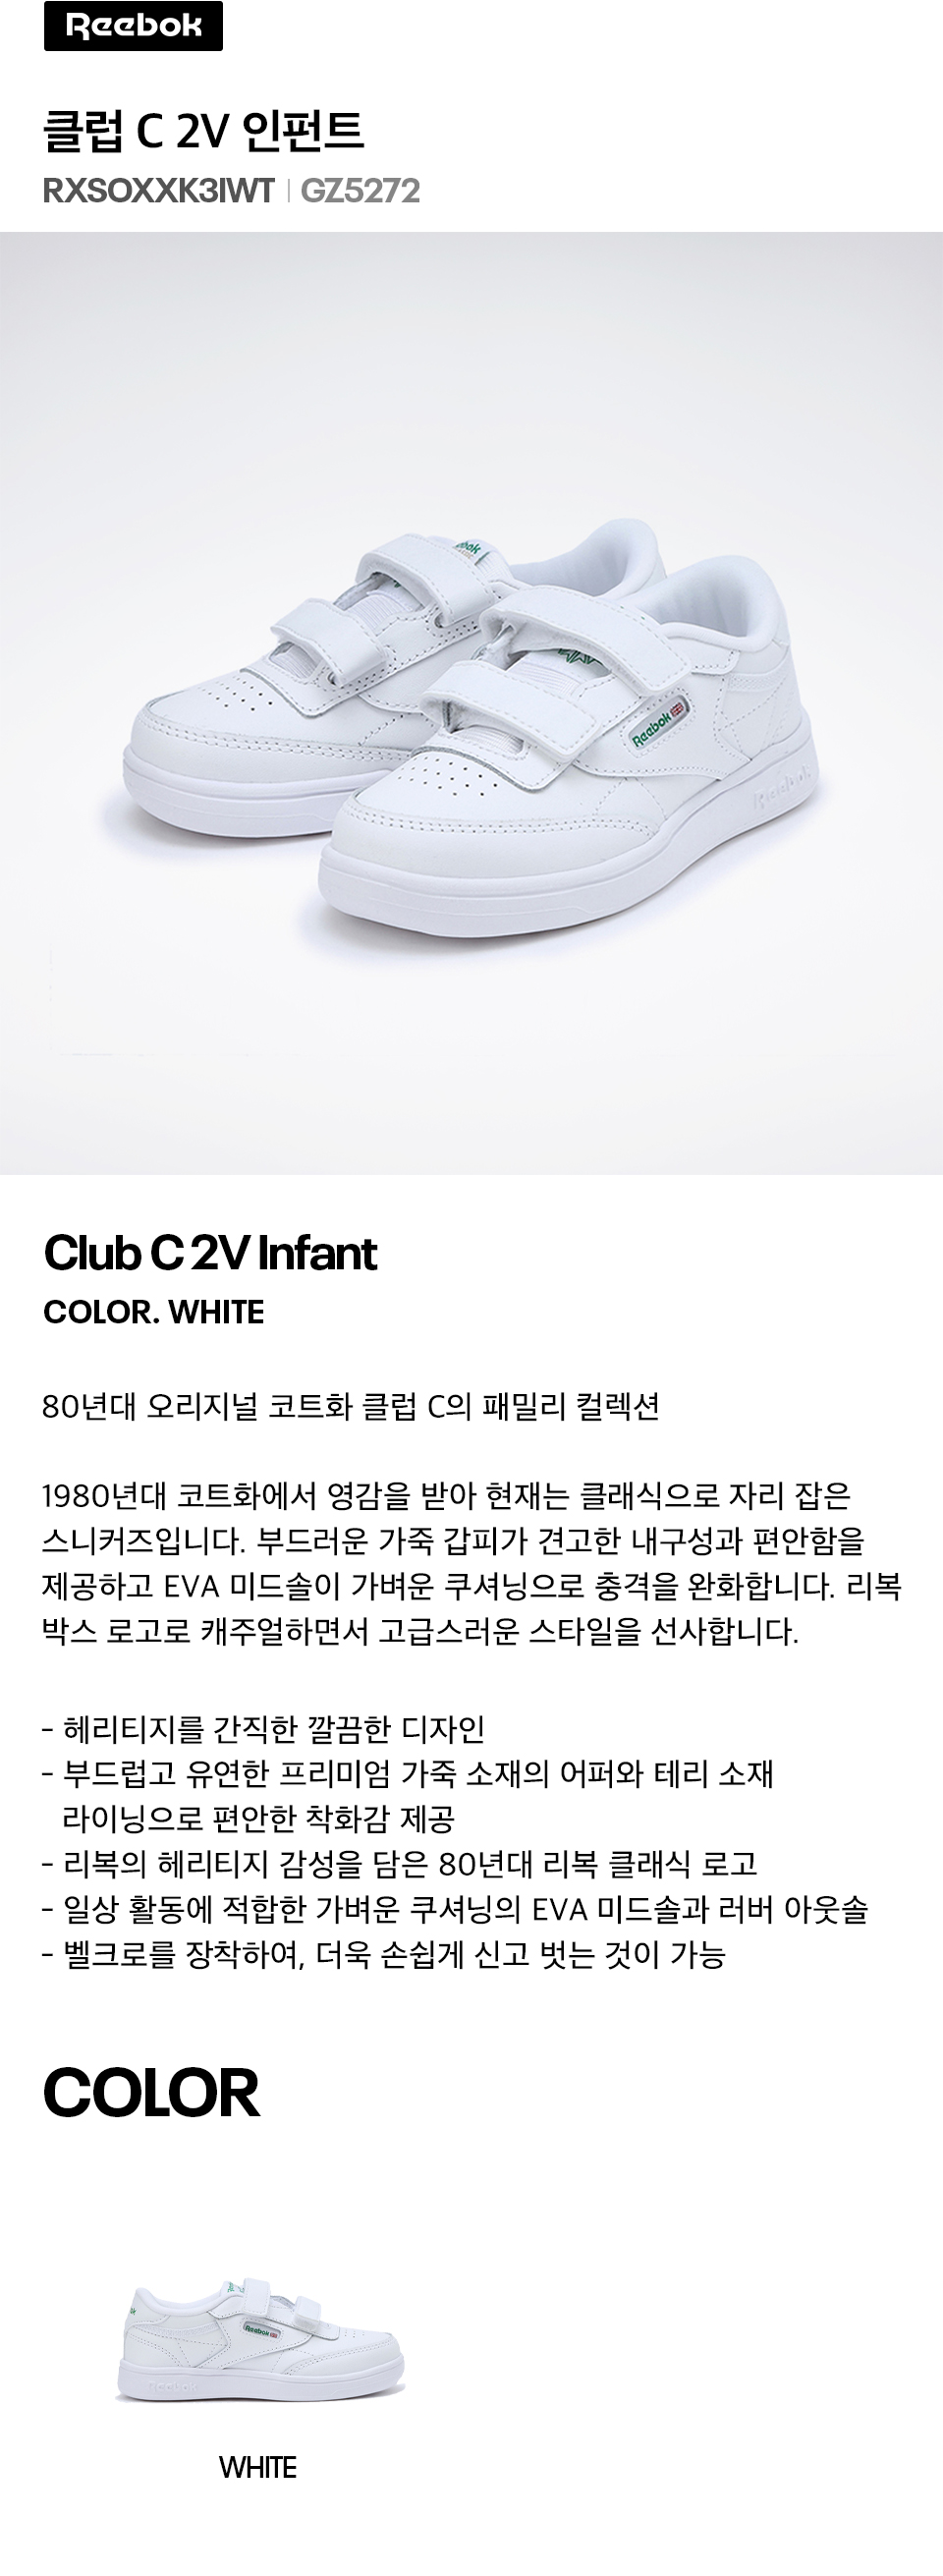 Reebok
클럽 C 2V 인펀트
RXSOXXK3IWT | GZ5272
Reebok
Reebok
Club C 2V Infant
COLOR. WHITE
80년대 오리지널 코트화 클럽 C의 패밀리 컬렉션
1980년대 코트화에서 영감을 받아 현재는 클래식으로 자리 잡은
스니커즈입니다. 부드러운 가죽 갑피가 견고한 내구성과 편안함을
제공하고 EVA 미드솔이 가벼운 쿠셔닝으로 충격을 완화합니다. 리복
박스 로고로 캐주얼하면서 고급스러운 스타일을 선사합니다.
- 헤리티지를 간직한 깔끔한 디자인
- 부드럽고 유연한 프리미엄 가죽 소재의 어퍼와 테리 소재
라이닝으로 편안한 착화감 제공
- 리복의 헤리티지 감성을 담은 80년대 리복 클래식 로고
- 일상 활동에 적합한 가벼운 쿠셔닝의 EVA 미드솔과 러버 아웃솔
- 벨크로를 장착하여, 더욱 손쉽게 신고 벗는 것이 가능
COLOR
Reebok
WHITE